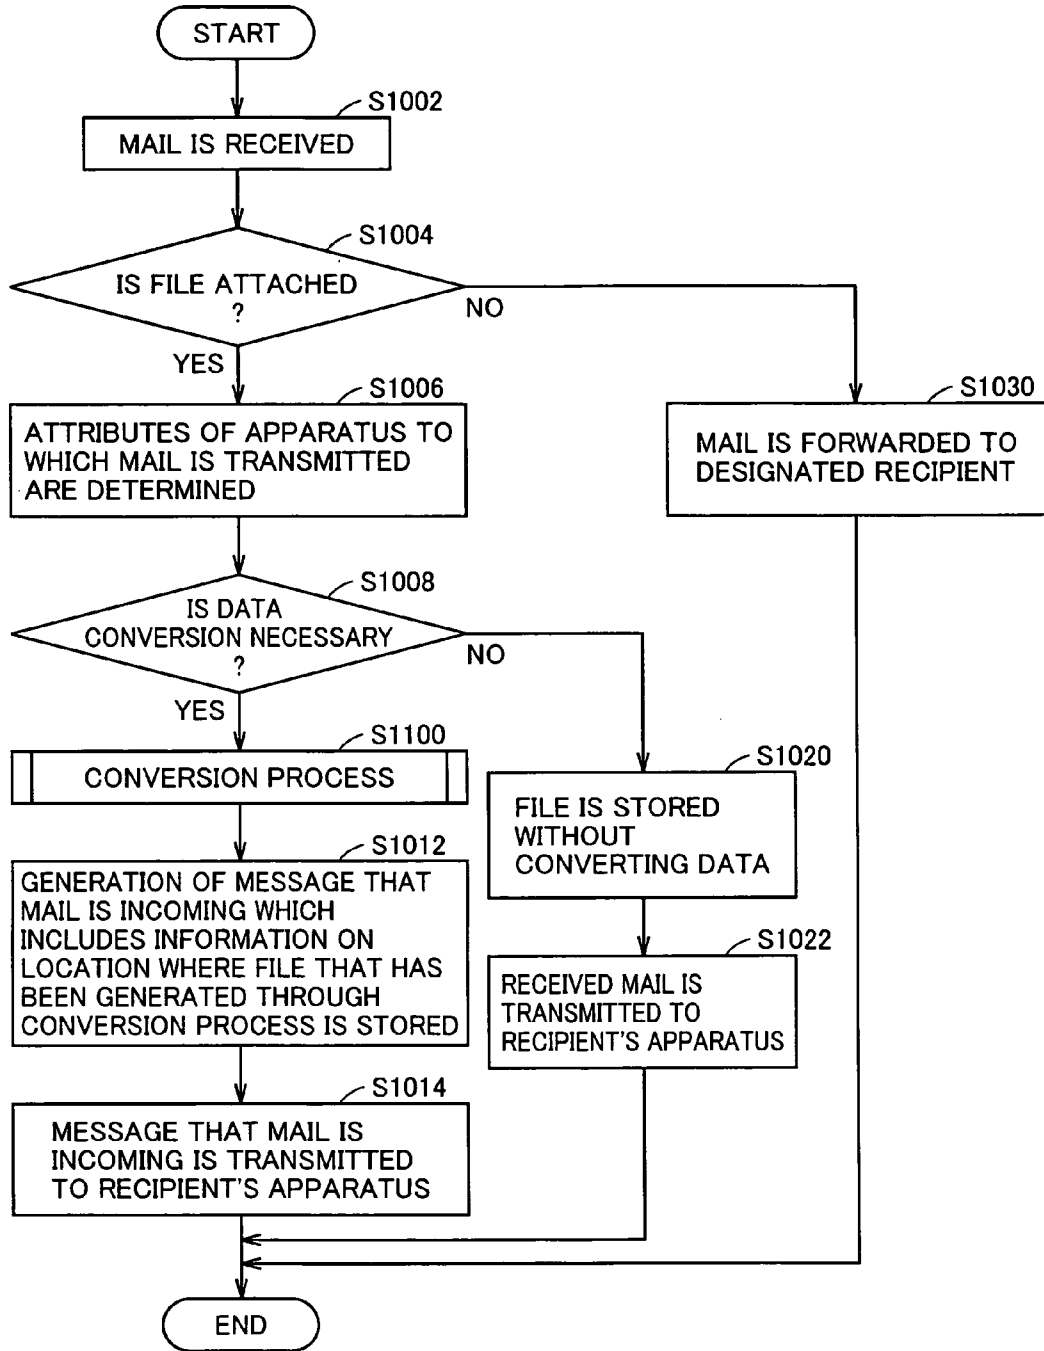 START
S1002
MAIL IS RECEIVED
S1004
IS FILE ATTACHED
?
NO
YES
S1006
ATTRIBUTES OF APPARATUS TO
WHICH MAIL IS TRANSMITTED
ARE DETERMINED
S1030
MAIL IS FORWARDED TO
DESIGNATED RECIPIENT
S1008
IS DATA
CONVERSION NECESSARY
?
NO
YES
S1100
CONVERSION PROCESS
S1020
FILE IS STORED
WITHOUT
CONVERTING DATA
S1012
GENERATION OF MESSAGE THAT
MAIL IS INCOMING WHICH
INCLUDES INFORMATION ON
LOCATION WHERE FILE THAT HAS
BEEN GENERATED THROUGH
CONVERSION PROCESS IS STORED
S1022
RECEIVED MAIL IS
TRANSMITTED TO
RECIPIENT'S APPARATUS
S1014
MESSAGE THAT MAIL IS
INCOMING IS TRANSMITTED
TO RECIPIENT'S APPARATUS
END